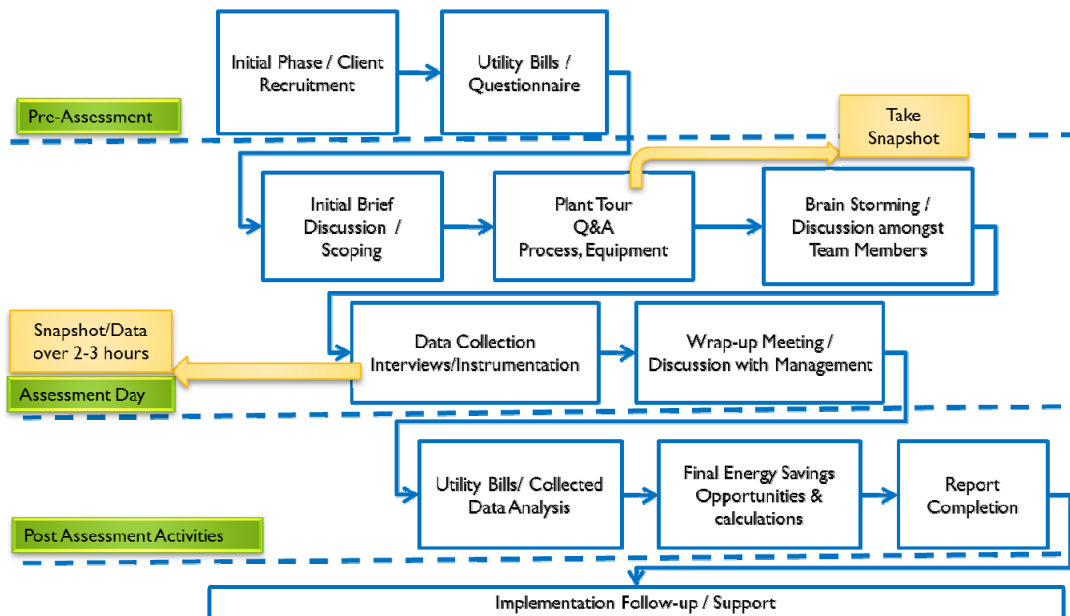 Initial Phase / Client
Recruitment
Utility Bills /
Questionnaire
Pre-Assessment
Take
Snapshot
Initial Brief
Discussion /
Scoping
Plant Tour
Q&A
Process, Equipment
Brain Storming /
Discussion amongst
Team Members
Snapshot/Data
over 2-3 hours
Data Collection
Interviews/Instrumentation
Wrap-up Meeting /
Discussion with Management
Assessment Day
Utility Bills/ Collected
Data Analysis
Final Energy Savings
Opportunities &
calculations
Report
Completion
Post Assessment Activities
Implementation Follow-up / Support